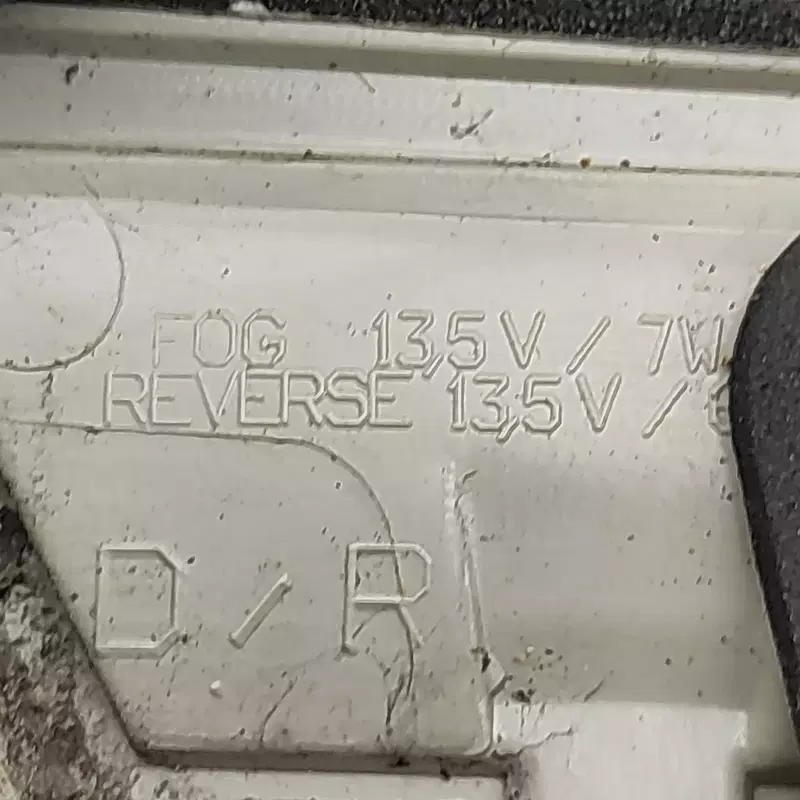 FOG 13,5V / 7W
REVERSE 13,5V /
D / R